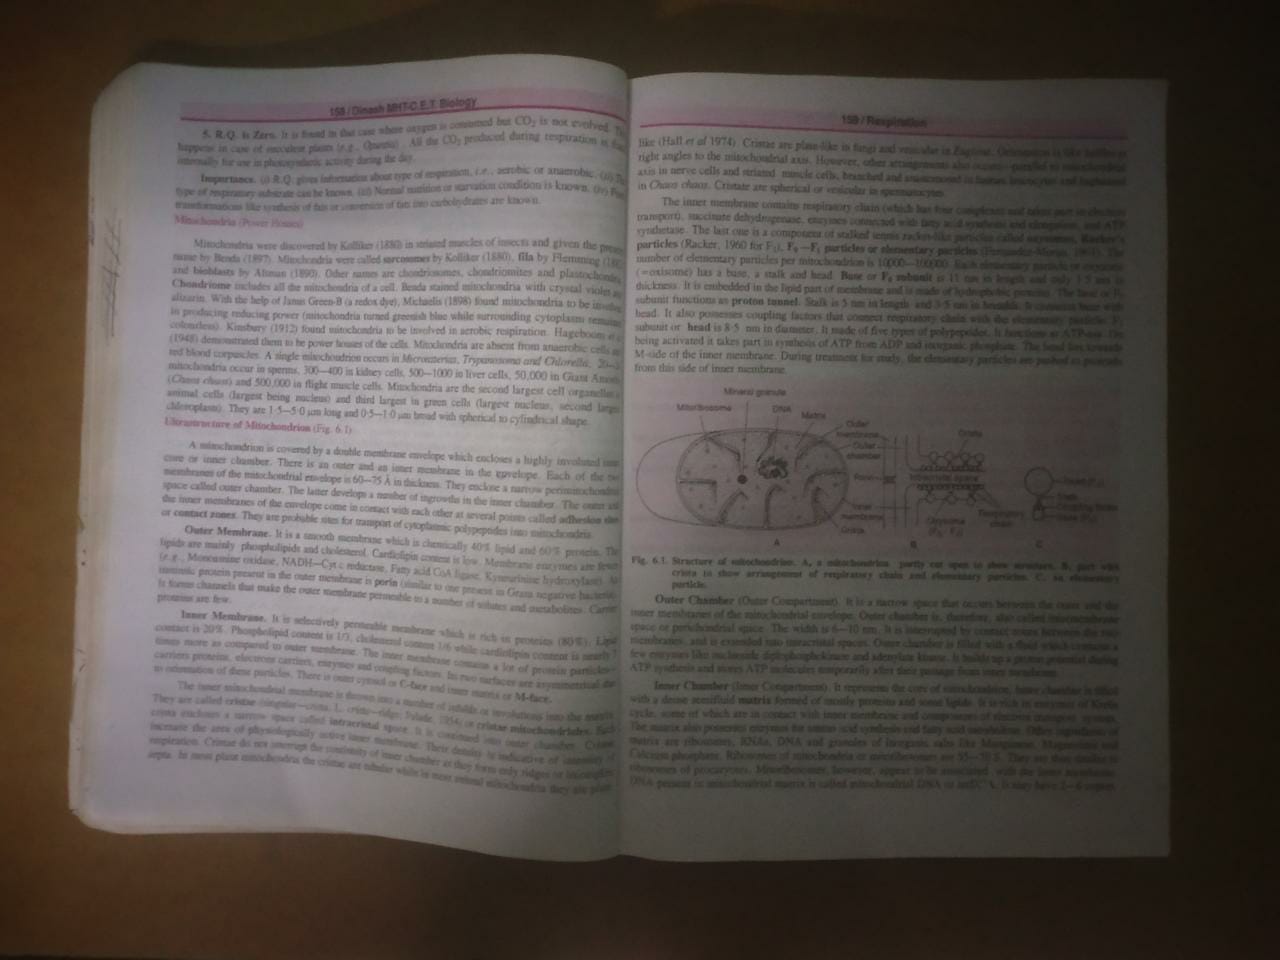 158 / Dinesh MHT-C.E.T. Biology
5. R.Q. is Zero. It is found in that case where oxygen is consumed but CO2 is not evolved.
happens in case of succulent plants (e.g., Opuntia). All the CO2 produced during respiration is
internally for use in photosynthetic activity during the day.
Importance. (i) R.Q. gives information about type of respiration, i.e., aerobic or anaerobic. (ii) The
type of respiratory substrate can be known. (iii) Normal nutrition or starvation condition is known. (iv)
transformations like synthesis of fats or conversion of fats into carbohydrates are known.
Mitochondria (Power Houses)
Mitochondria were discovered by Kolliker (1880) in striated muscles of insects and given the
name by Benda (1897). Mitochondria were called sarcosomes by Kolliker (1880), fila by Flemming
and bioblasts by Altman (1890). Other names are chondriosomes, chondriomites and
Chondriome includes all the mitochondria of a cell. Benda stained mitochondria with crystal violet
alizarin. With the help of Janus Green-B (a redox dye), Michaelis (1898) found mitochondria to be
in producing reducing power (mitochondria turned greenish blue while surrounding cytoplasm
colourless). Kinsbury (1912) found mitochondria to be involved in aerobic respiration. Hageboom
(1948) demonstrated them to be power houses of the cells. Mitochondria are absent from anaerobic cells
red blood corpuscles. A single mitochondrion occurs in Micrasterias, Trypanosoma and Chlorella,
mitochondria occur in sperms, 300—400 in kidney cells, 500—1000 in liver cells, 50,000 in Giant
(Chaos chaos) and 500,000 in flight muscle cells. Mitochondria are the second largest cell organelles
animal cells (largest being nucleus) and third largest in green cells (largest nucleus, second
chloroplasts). They are 1·5—5·0 μm long and 0·5—1·0 μm broad with spherical to cylindrical shape.
Ultrastructure of Mitochondrion (Fig. 6.1)
A mitochondrion is covered by a double membrane envelope which encloses a highly involuted
core or inner chamber. There is an outer and an inner membrane in the envelope. Each of the two
membranes of the mitochondrial envelope is 60—75 Å in thickness. They enclose a narrow
space called outer chamber. The latter develops a number of ingrowths in the inner chamber. The outer and
the inner membranes of the envelope come in contact with each other at several points called adhesion
or contact zones. They are probable sites for transport of cytoplasmic polypeptides into mitochondria.
Outer Membrane. It is a smooth membrane which is chemically 40% lipid and 60% protein. The
lipids are mainly phospholipids and cholesterol. Cardiolipin content is low. Membrane enzymes are fewer
(e.g., Monoamine oxidase, NADH—Cyt c reductase, Fatty acid CoA ligase, Kynurinine hydroxylase).
intrinsic protein present in the outer membrane is porin (similar to one present in Gram negative bacteria).
It forms channels that make the outer membrane permeable to a number of solutes and metabolites. Carrier
proteins are few.
Inner Membrane. It is selectively permeable membrane which is rich in proteins (80%). Lipid
content is 20%. Phospholipid content is 1/3, cholesterol content 1/6 while cardiolipin content is nearly
times more as compared to outer membrane. The inner membrane contains a lot of protein particles—
carriers proteins, electrons carriers, enzymes and coupling factors. Its two surfaces are asymmetrical due
to orientation of these particles. There is outer cytosol or C-face and inner matrix or M-face.
The inner mitochondrial membrane is thrown into a number of infolds or involutions into the matrix.
They are called cristae (singular—crista, L. crista—ridge; Palade, 1954) or cristae mitochondriales. Each
crista encloses a narrow space called intracristal space. It is continued into outer chamber. Cristae
increase the area of physiologically active inner membrane. Their density is indicative of intensity of
respiration. Cristae do not interrupt the continuity of inner chamber as they form only ridges or incomplete
septa. In most plant mitochondria the cristae are tubular while in most animal mitochondria they are
159 / Respiration
like (Hall et al 1974). Cristae are plate-like in fungi and vesicular in Euglena.
right angles to the mitochondrial axis. However, other arrangements also occur—parallel to mitochondrial
axis in nerve cells and striated muscle cells, branched and anastomosed in human leucocytes and
in Chaos chaos. Cristate are spherical or vesicular in spermatocytes.
The inner membrane contains respiratory chain (which has four complexes and takes part in electron
transport), succinate dehydrogenase, enzymes connected with fatty acid synthesis and elongation, and ATP
synthetase. The last one is a component of stalked tennis racket-like particles called oxysomes, Racker's
particles (Racker, 1960 for F1), F0—F1 particles or elementary particles (Fernandez-Moran, 1961). The
number of elementary particles per mitochondrion is 10000—100000. Each elementary particle or oxysome
(=oxisome) has a base, a stalk and head. Base or F0 subunit is 11 nm in length and only 1·5 nm in
thickness. It is embedded in the lipid part of membrane and is made of hydrophobic proteins. The base or F0
subunit functions as proton tunnel. Stalk is 5 nm in length and 3·5 nm in breadth. It connects base with
head. It also possesses coupling factors that connect respiratory chain with the elementary particle. F1
subunit or head is 8·5 nm in diameter. It made of five types of polypeptides. It functions as ATP-ase. On
being activated it takes part in synthesis of ATP from ADP and inorganic phosphate. The head lies towards
M-side of the inner membrane. During treatment for study, the elementary particles are pushed to
from this side of inner membrane.
Mineral granule
Mitoribosome
DNA
Matrix
Outer
membrane
Outer
chamber
Inner
membrane
Crista
A
Crista
Intracristal space
Oxysome
(F0 - F1)
Respiratory
chain
B
C
Fig. 6.1. Structure of mitochondrion. A, a mitochondrion partly cut open to show structure. B, part with
crista to show arrangement of respiratory chain and elementary particles. C, an elementary
particle.
Outer Chamber (Outer Compartment). It is a narrow space that occurs between the outer and the
inner membranes of the mitochondrial envelope. Outer chamber is, therefore, also called intermembrane
space or perichondrial space. The width is 6—10 nm. It is interrupted by contact zones between the two
membranes, and is extended into intracristal spaces. Outer chamber is filled with a fluid which contains a
few enzymes like nucleoside diphosphophokinase and adenylate kinase. It builds up a proton potential during
ATP synthesis and stores ATP molecules temporarily after their passage from inner membrane.
Inner Chamber (Inner Compartment). It represents the core of mitochondrion. Inner chamber is filled
with a dense semifluid matrix formed of mostly proteins and some lipids. It is rich in enzymes of Krebs
cycle, some of which are in contact with inner membrane and components of electron transport system.
The matrix also possesses enzymes for amino acid synthesis and fatty acid metabolism. Other ingredients of
matrix are ribosomes, RNAs, DNA and granules of inorganic salts like Manganese, Magnesium and
Calcium phosphate. Ribosomes of mitochondria or mitoribosomes are 55—70 S. They are thus similar to
ribosomes of procaryotes. Mitoribosomes, however, appear to be associated with the inner membrane.
DNA present in mitochondrial matrix is called mitochondrial DNA or mtDNA. It may have 2—6 copies